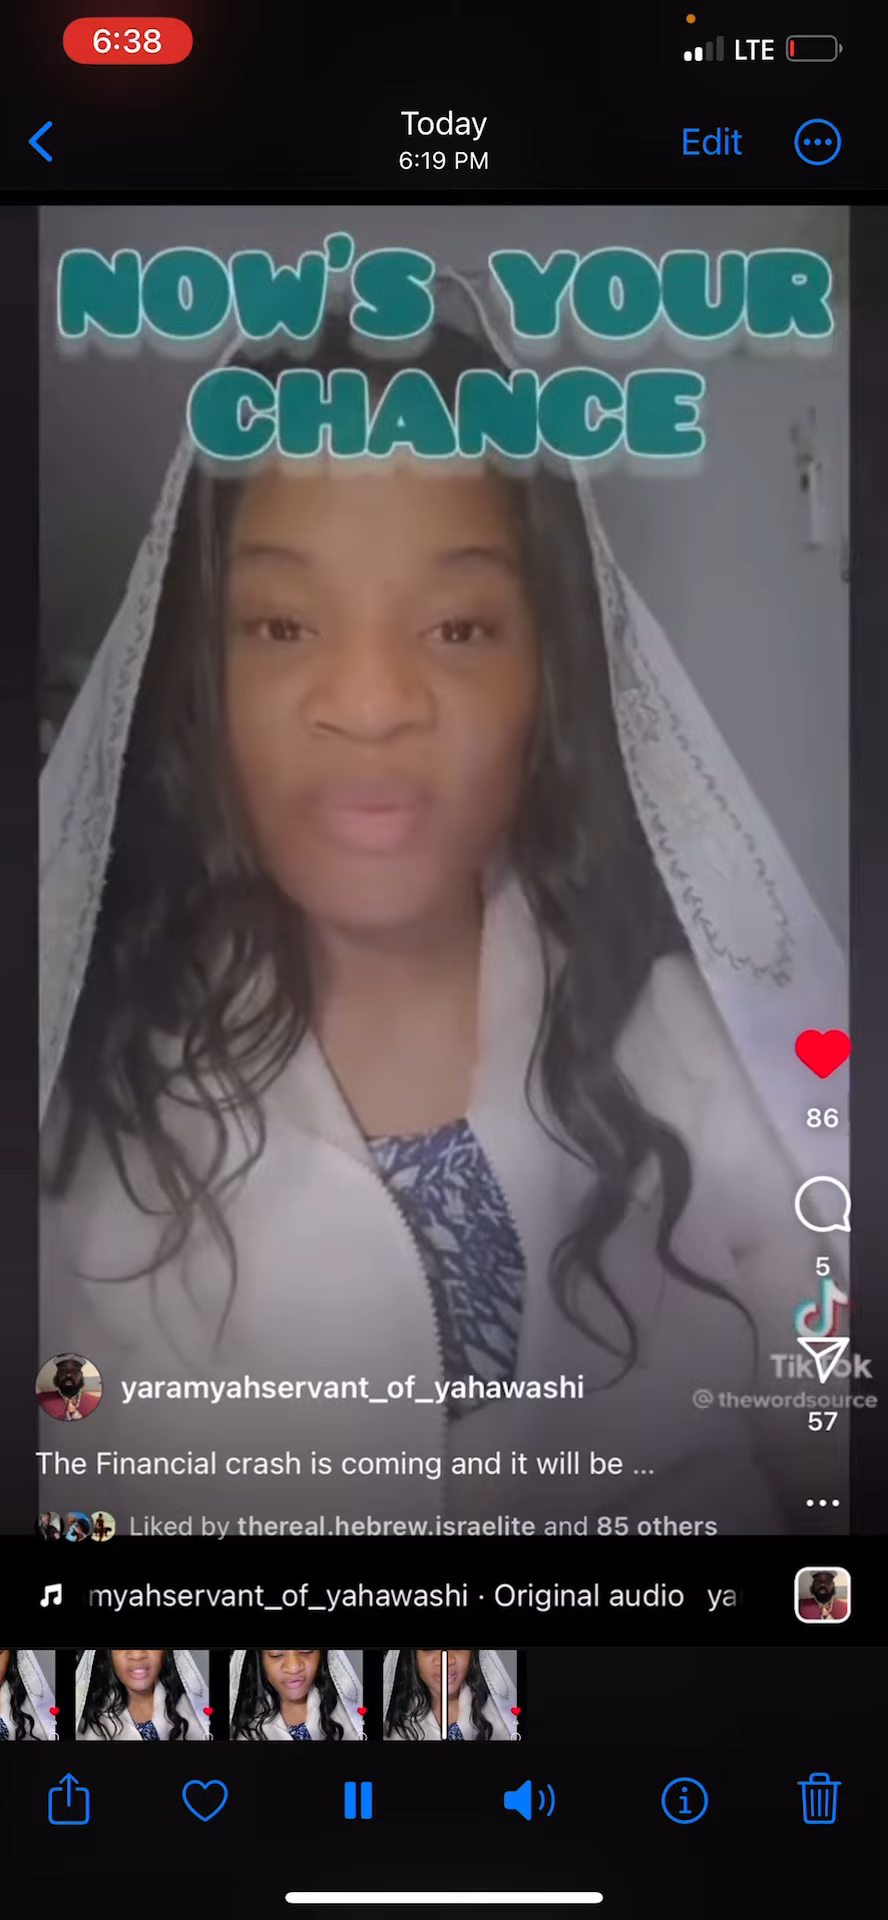 6:38
LTE
Today
6:19 PM
Edit
NOW'S YOUR
CHANCE
86
5
TikTok
@thewordsource
57
yaramyahservant_of_yahawashi
The Financial crash is coming and it will be ...
Liked by thereal.hebrew.israelite and 85 others
myahservant_of_yahawashi · Original audio ya